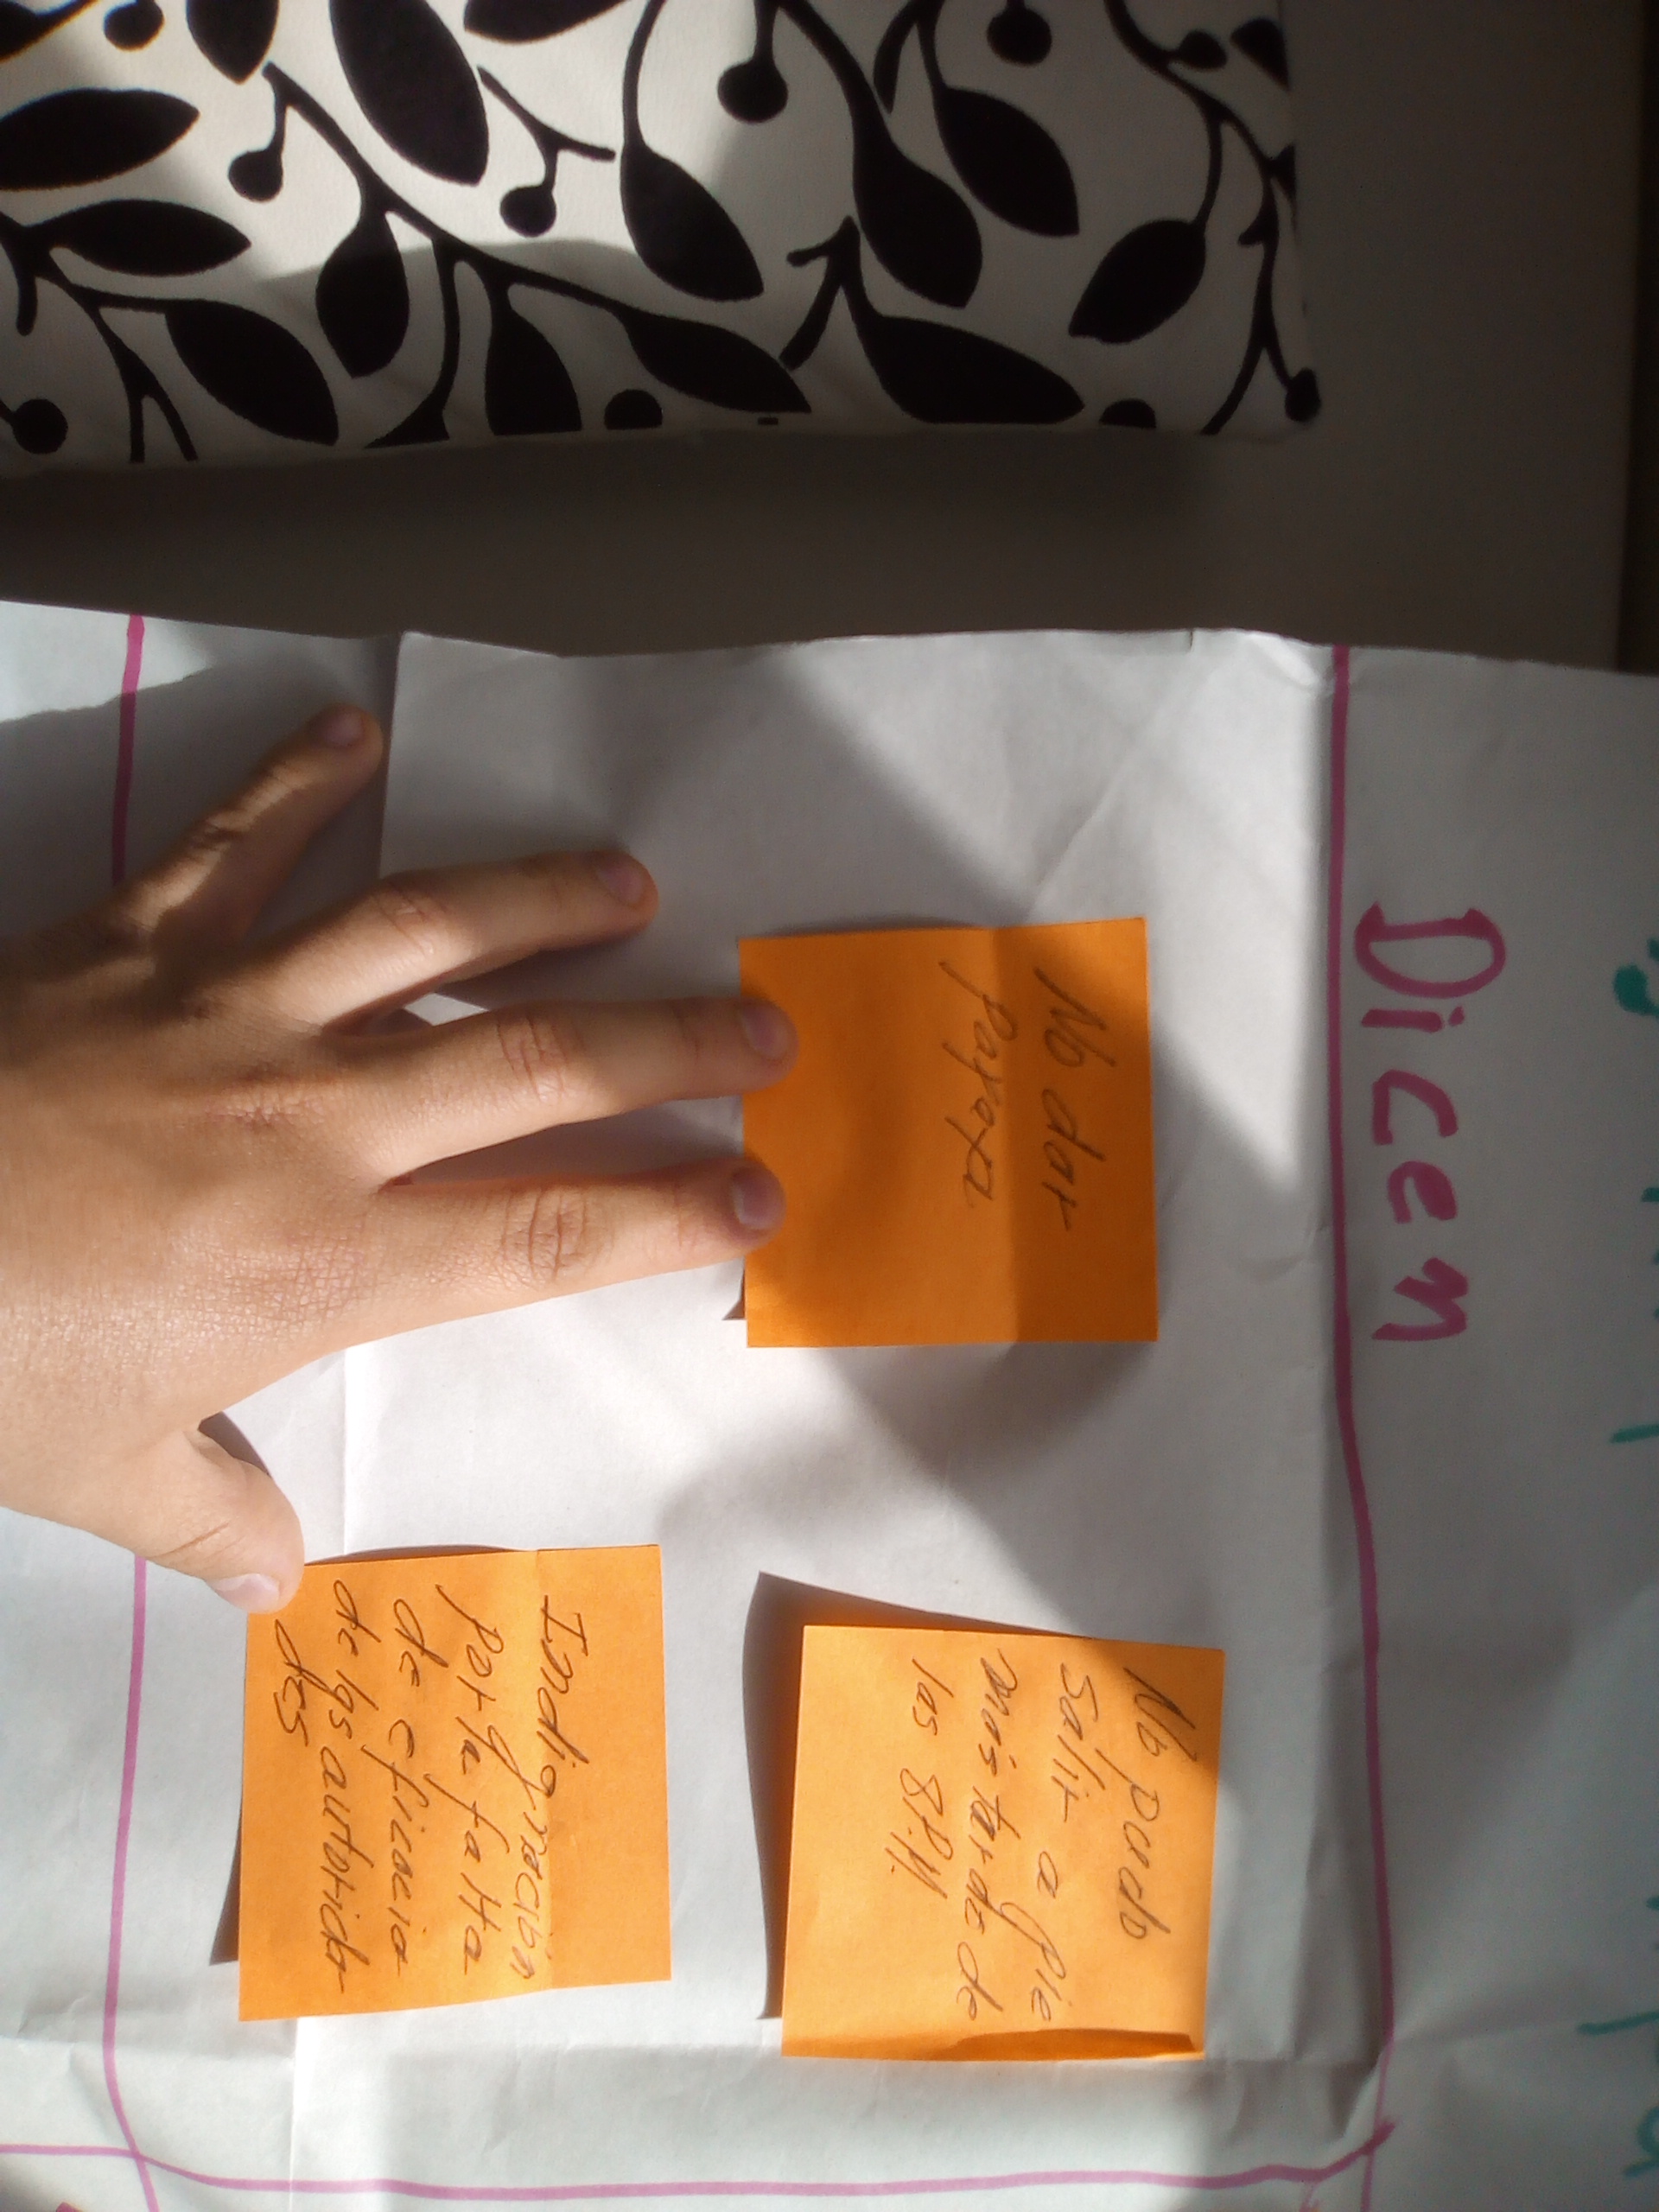 Dicen
No dar
papaya
No puedo
salir a pie
más tarde de
las 8P.M.
Indignación
por la falta
de eficacia
de las autorida
des